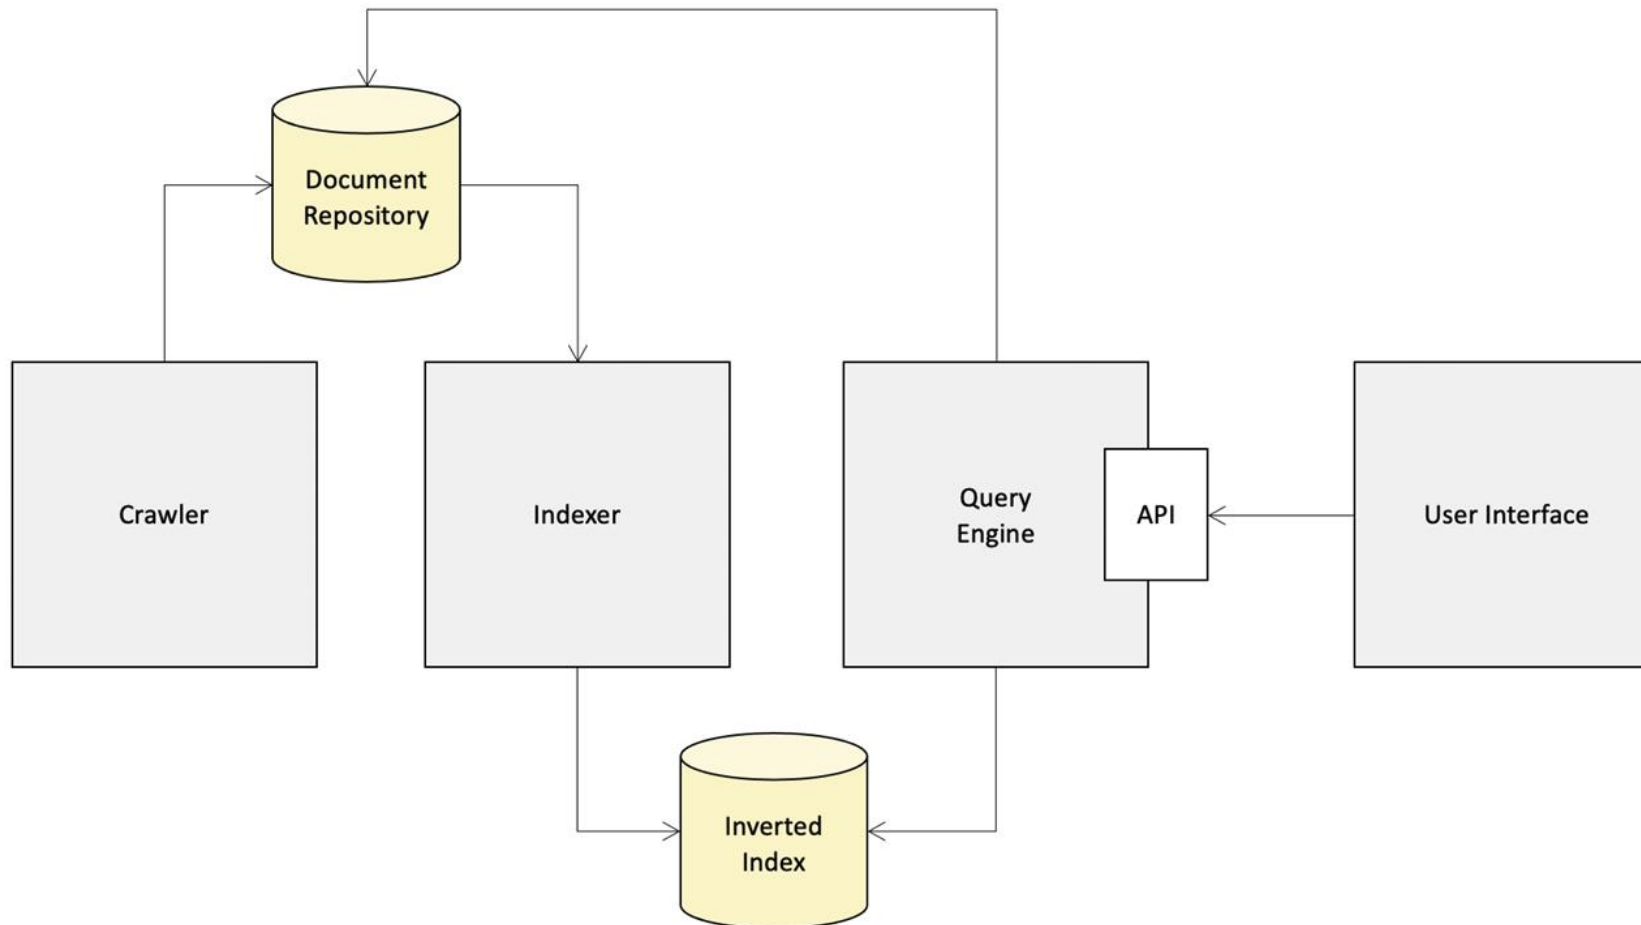 Document
Repository
Crawler
Indexer
Query
Engine
API
User Interface
Inverted
Index